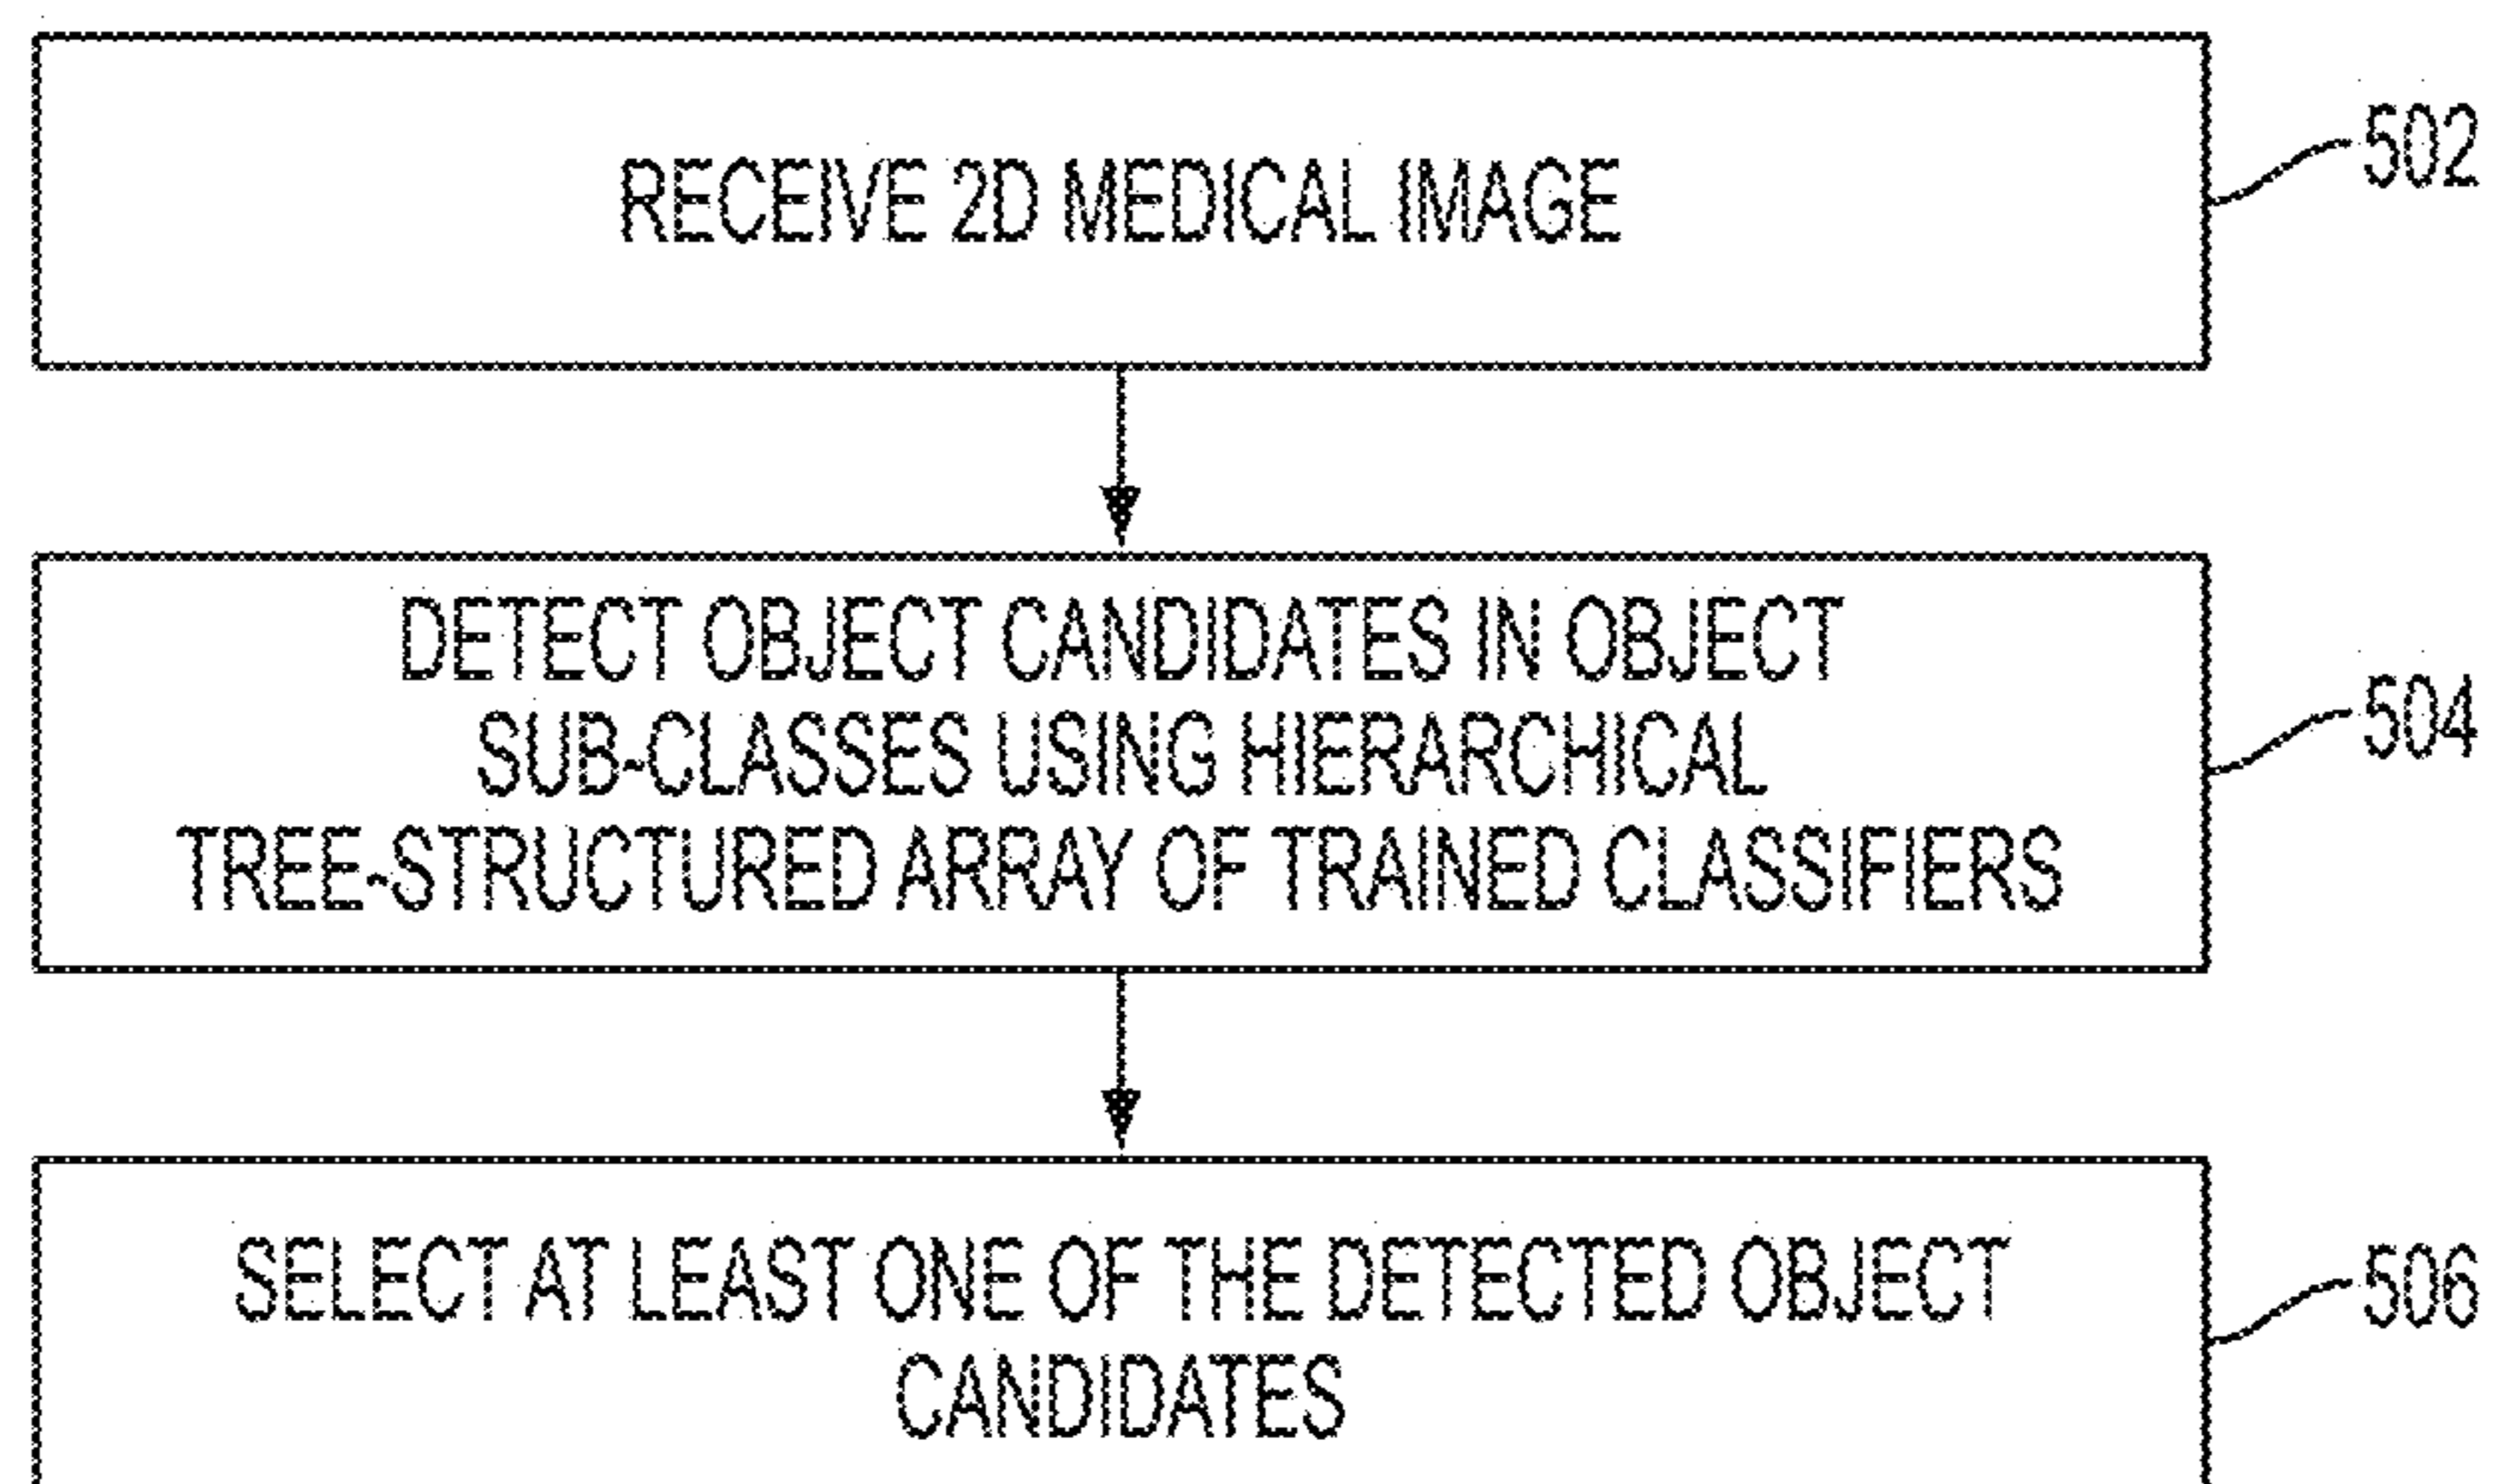 RECEIVE 2D MEDICAL IMAGE
502
DETECT OBJECT CANDIDATES IN OBJECT
SUB-CLASSES USING HIERARCHICAL
TREE-STRUCTURED ARRAY OF TRAINED CLASSIFIERS
504
SELECT AT LEAST ONE OF THE DETECTED OBJECT
CANDIDATES
506